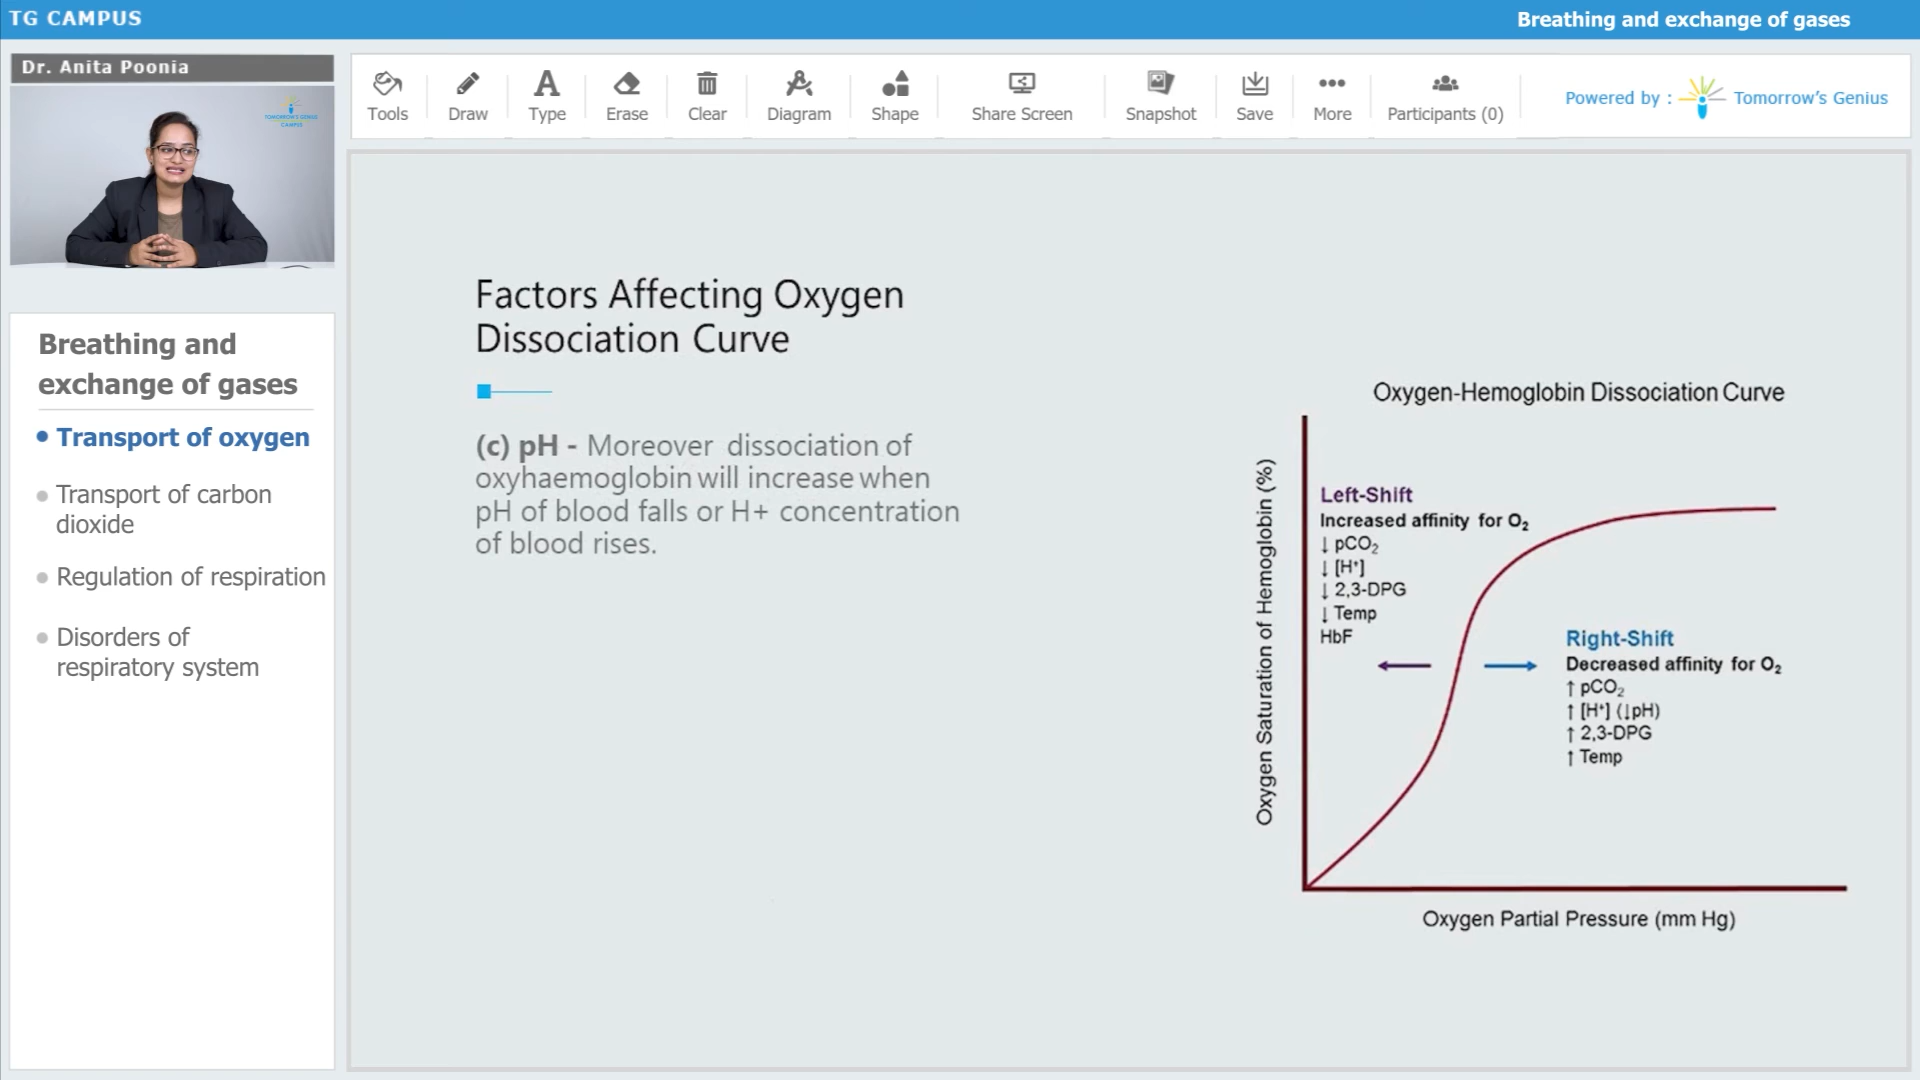 TG CAMPUS
Breathing and exchange of gases
Dr. Anita Poonia
TOMORROW'S GENIUS
CAMPUS
Tools
Draw
Type
Erase
Clear
Diagram
Shape
Share Screen
Snapshot
Save
More
Participants (0)
Powered by :
Tomorrow's Genius
Breathing and
exchange of gases
Transport of oxygen
Transport of carbon
dioxide
Regulation of respiration
Disorders of
respiratory system
Factors Affecting Oxygen
Dissociation Curve
(c) pH - Moreover dissociation of
oxyhaemoglobin will increase when
pH of blood falls or H+ concentration
of blood rises.
Oxygen-Hemoglobin Dissociation Curve
Oxygen Saturation of Hemoglobin (%)
Left-Shift
Increased affinity for O₂
↓ pCO₂
↓ [H⁺]
↓ 2,3-DPG
↓ Temp
HbF
Right-Shift
Decreased affinity for O₂
↑ pCO₂
↑ [H⁺] (↓pH)
↑ 2,3-DPG
↑ Temp
Oxygen Partial Pressure (mm Hg)